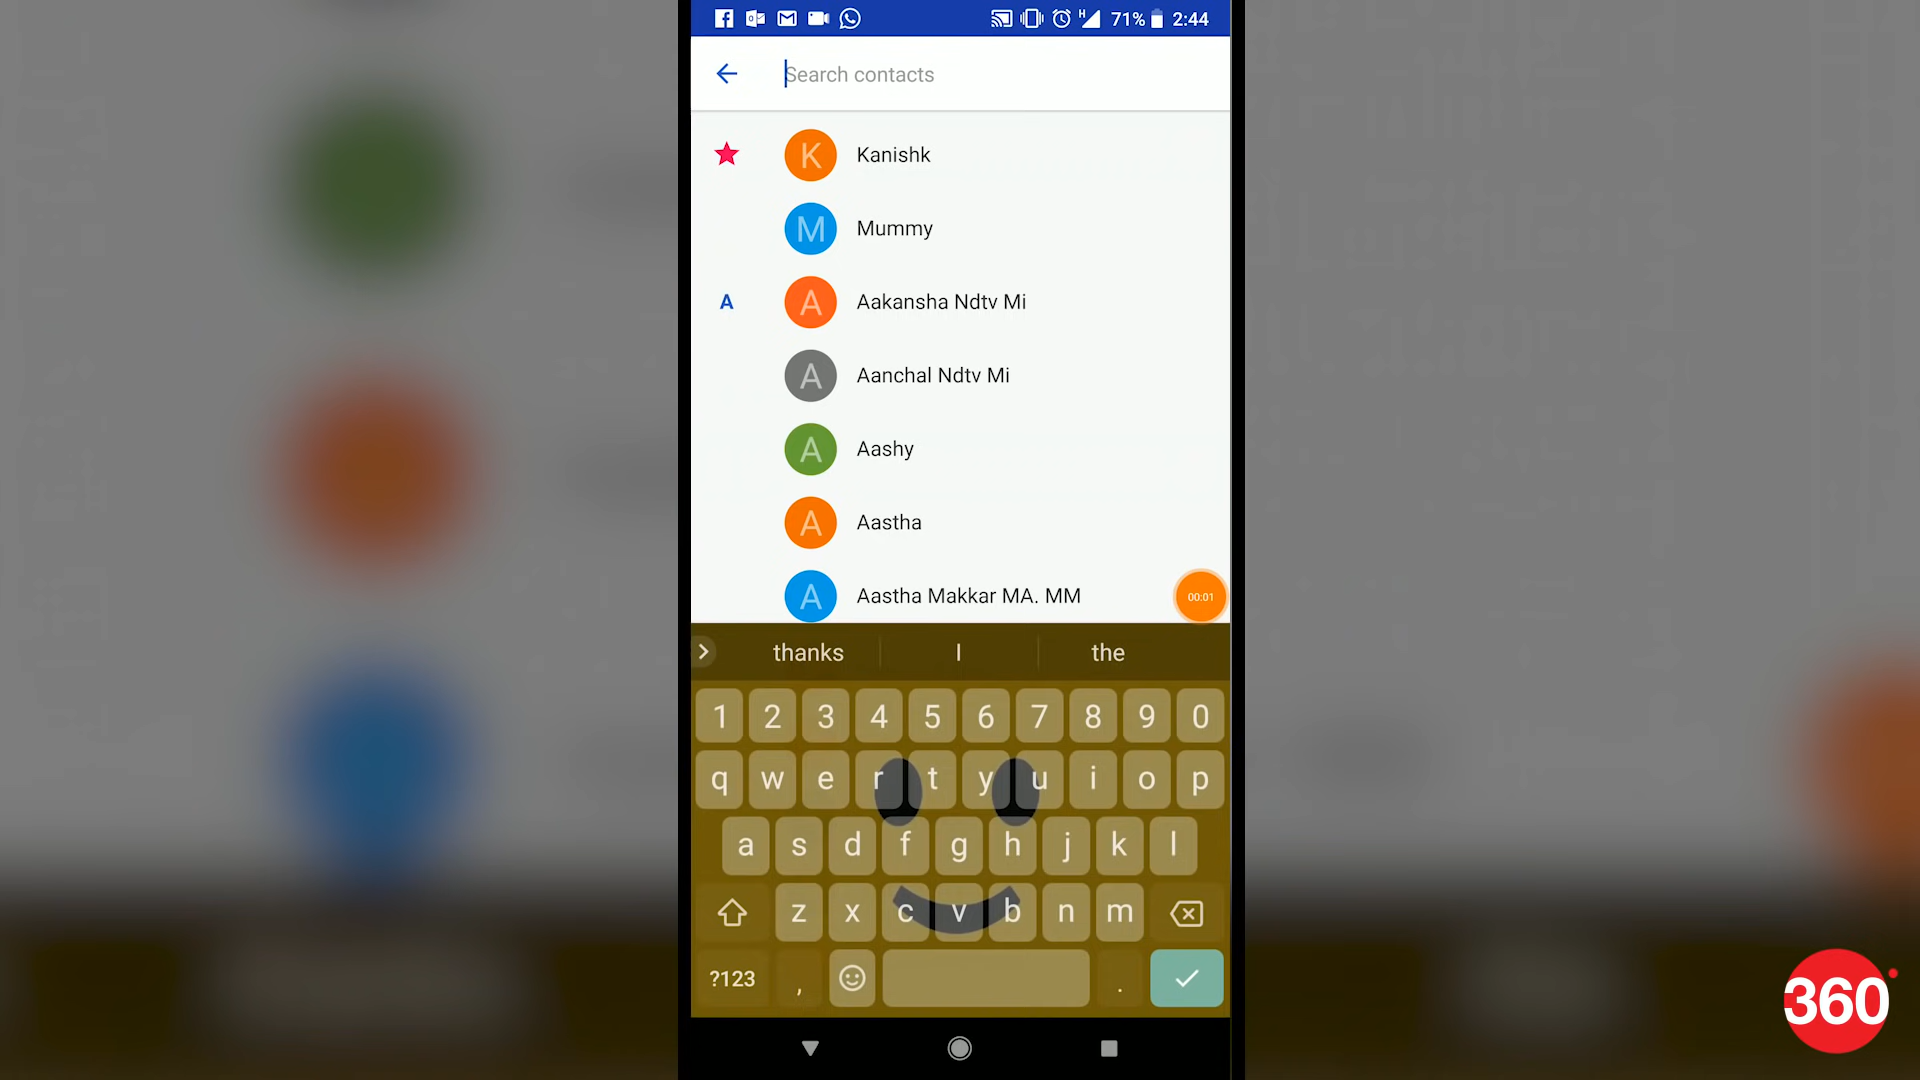 71% 2:44
Search contacts
K Kanishk
M Mummy
A A Aakansha Ndtv Mi
A Aanchal Ndtv Mi
A Aashy
A Aastha
A Aastha Makkar MA. MM
00:01
thanks I the
1 2 3 4 5 6 7 8 9 0
q w e r t y u i o p
a s d f g h j k l
z x c v b n m
?123 , .
360